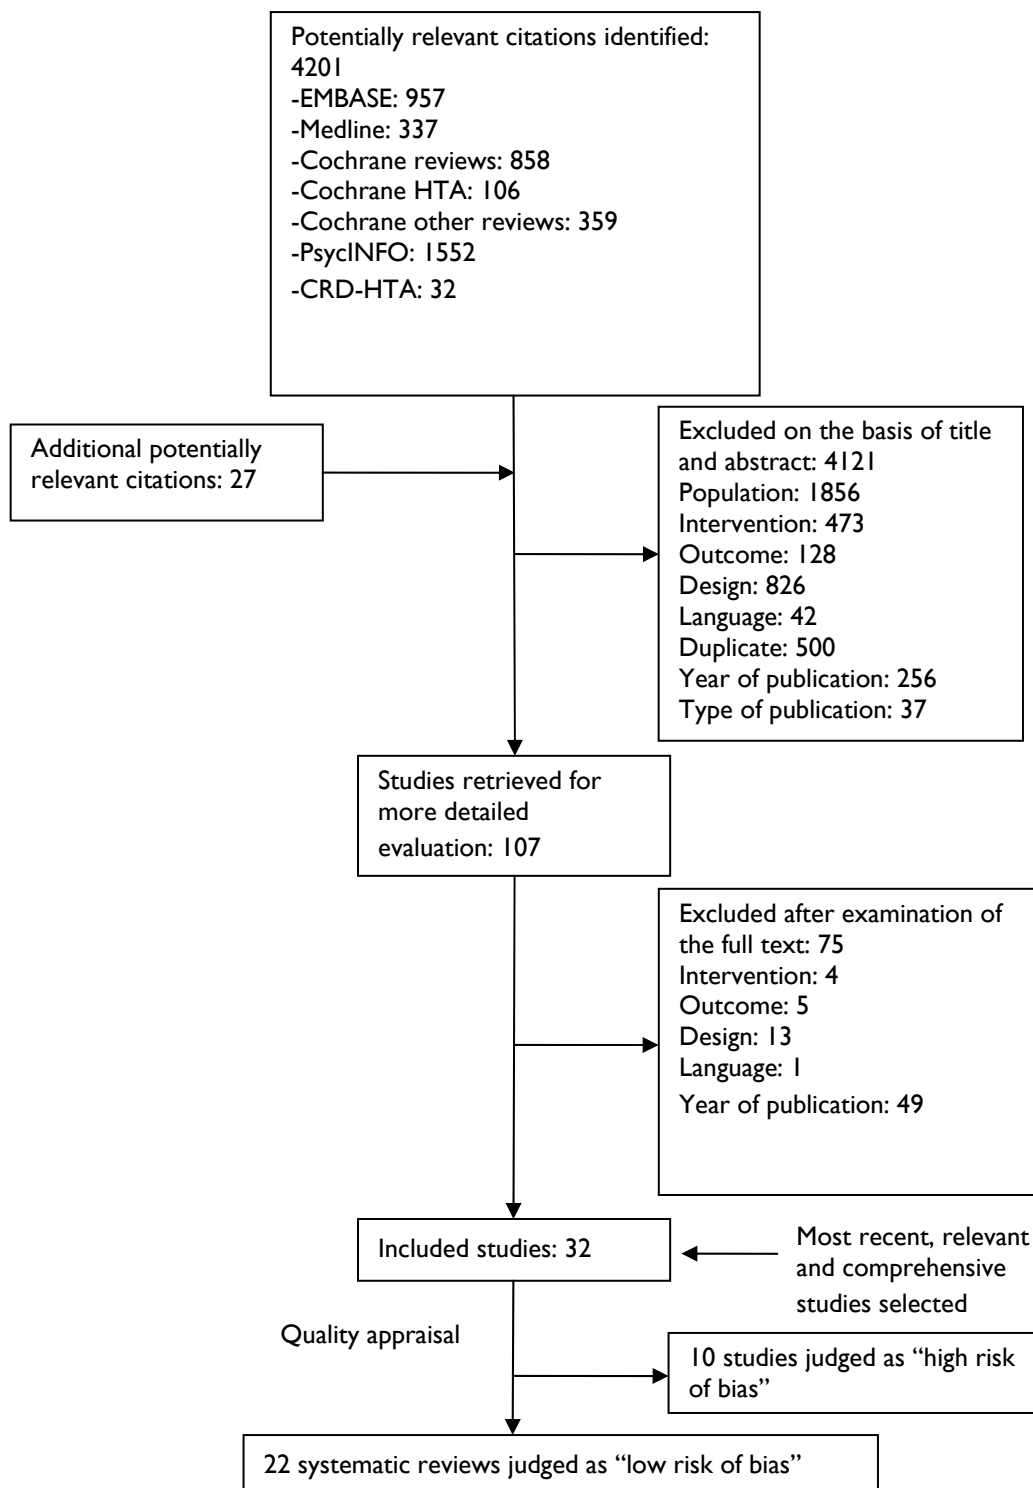 Potentially relevant citations identified:
4201
-EMBASE: 957
-Medline: 337
-Cochrane reviews: 858
-Cochrane HTA: 106
-Cochrane other reviews: 359
-PsycINFO: 1552
-CRD-HTA: 32
Additional potentially
relevant citations: 27
Excluded on the basis of title
and abstract: 4121
Population: 1856
Intervention: 473
Outcome: 128
Design: 826
Language: 42
Duplicate: 500
Year of publication: 256
Type of publication: 37
Studies retrieved for
more detailed
evaluation: 107
Excluded after examination of
the full text: 75
Intervention: 4
Outcome: 5
Design: 13
Language: 1
Year of publication: 49
Included studies: 32
Most recent, relevant
and comprehensive
studies selected
Quality appraisal
10 studies judged as “high risk
of bias”
22 systematic reviews judged as “low risk of bias”